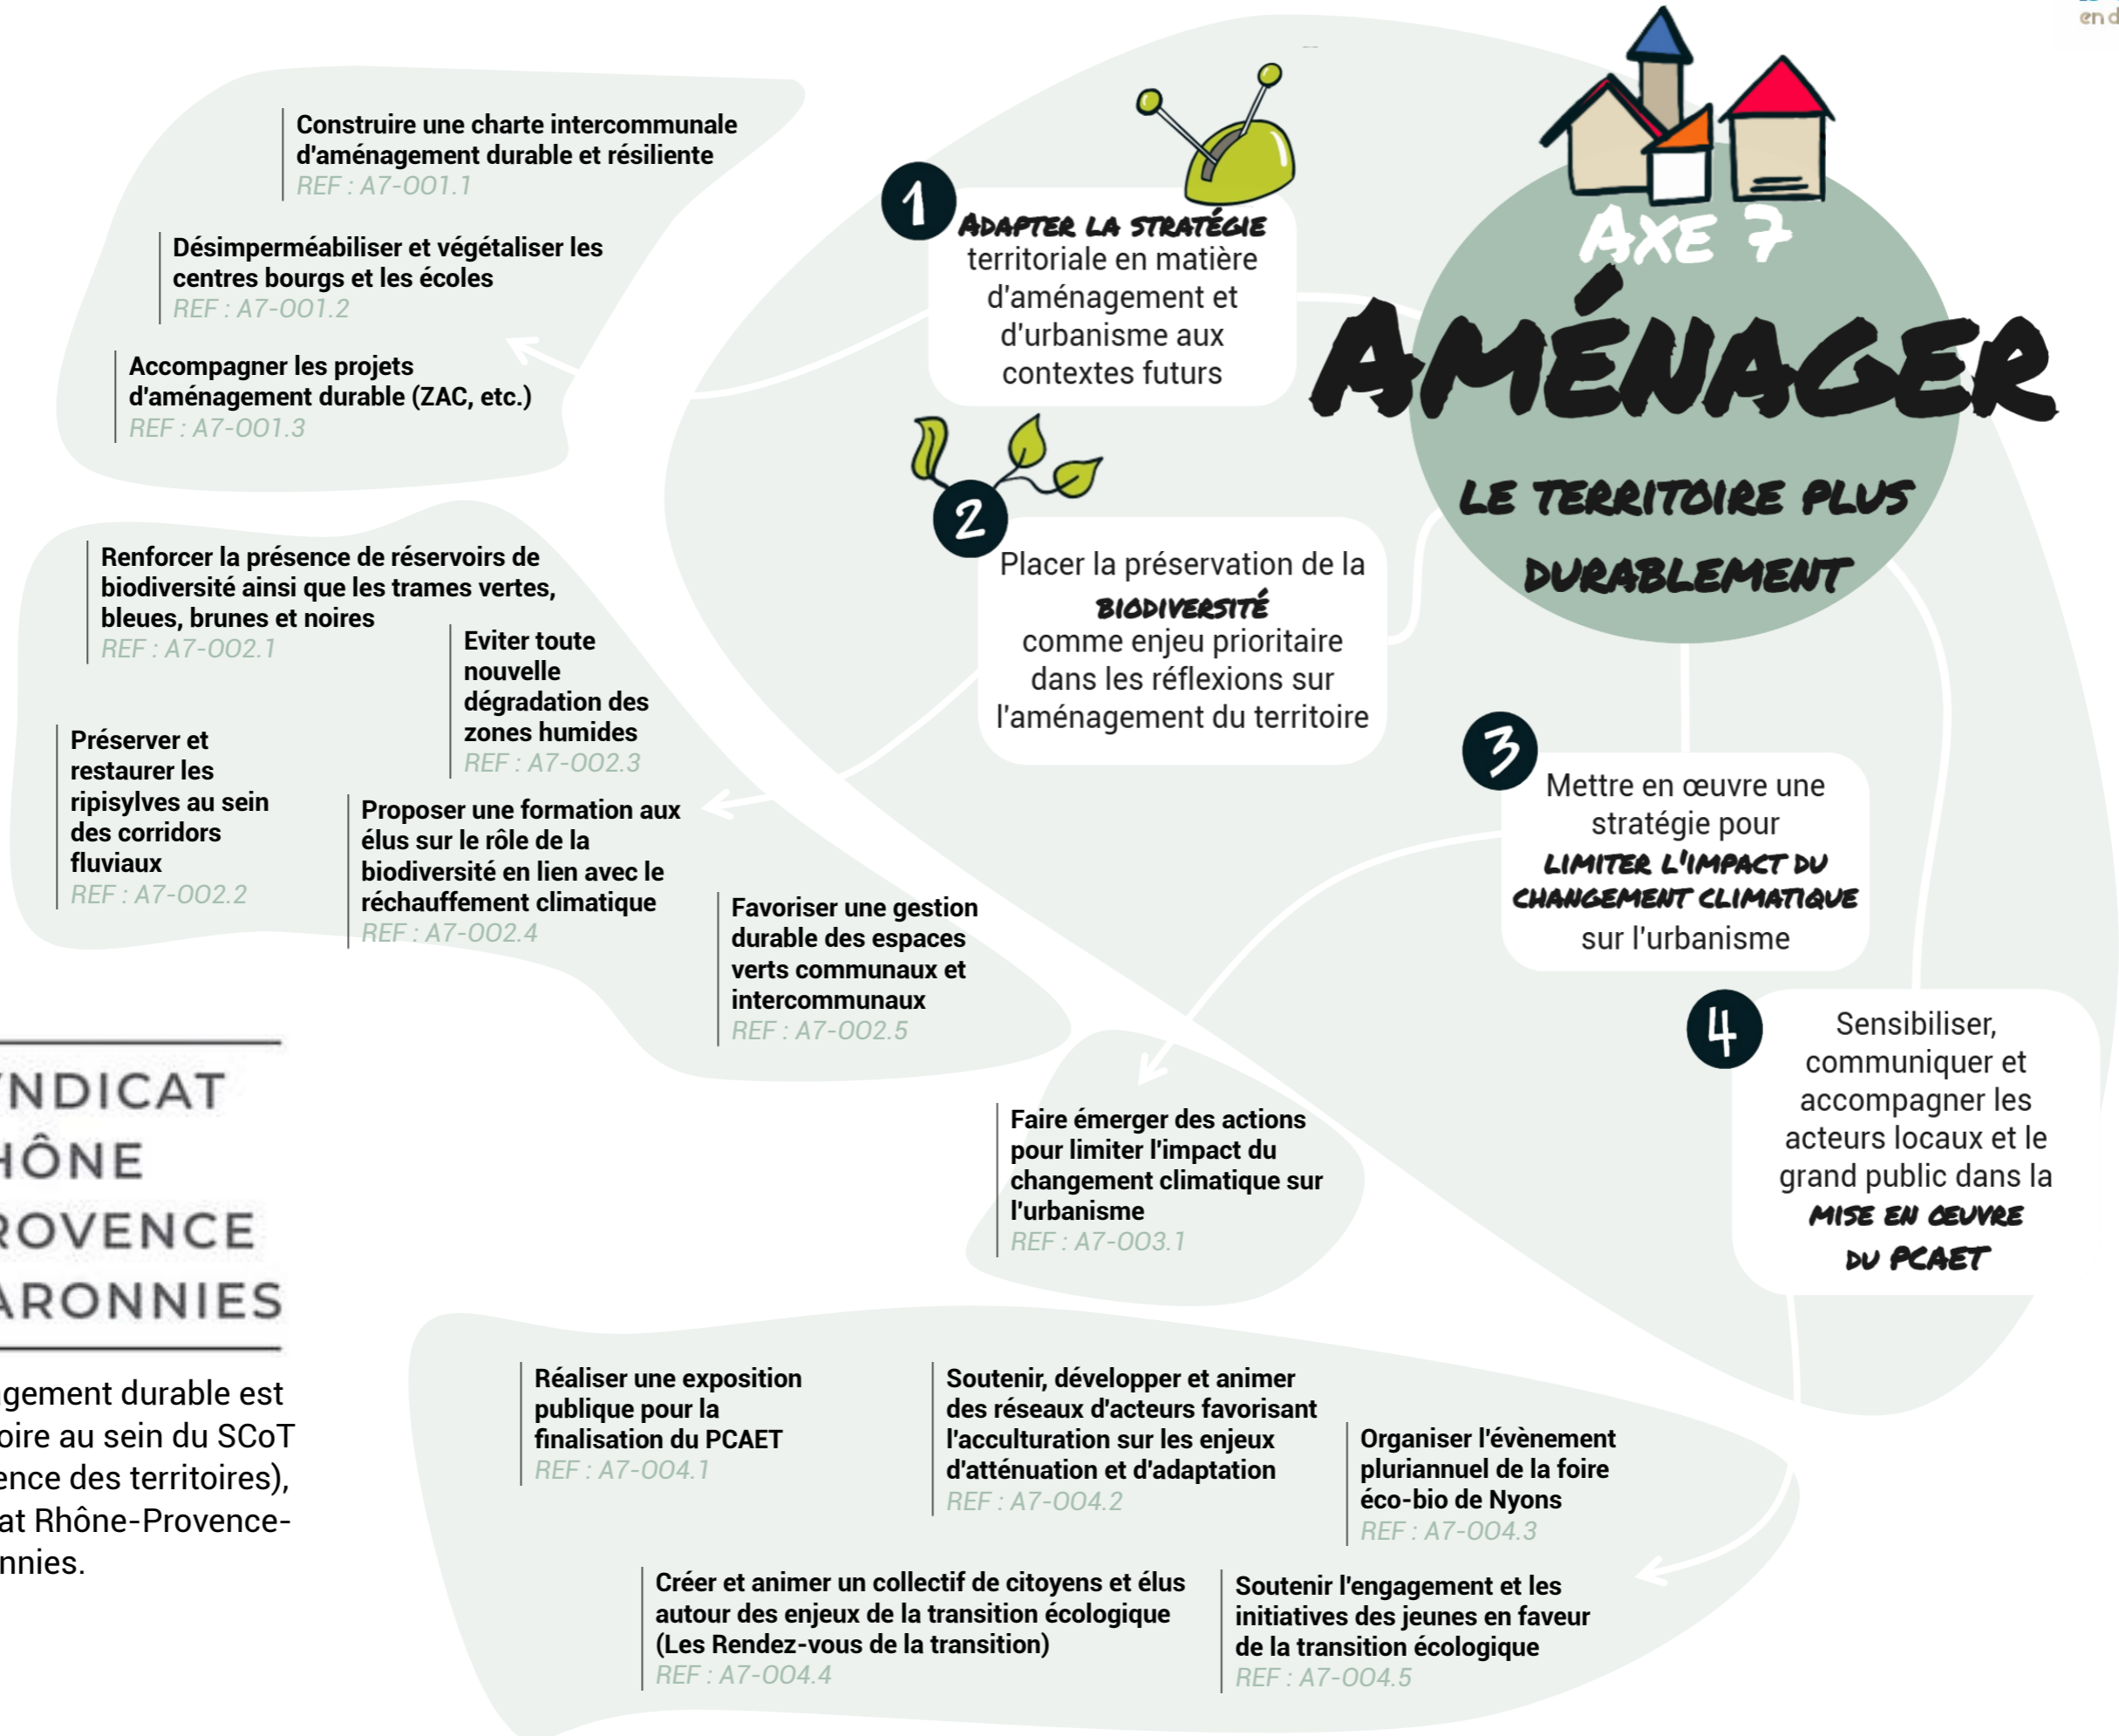 en d
AXE 7
AMÉNAGER
LE TERRITOIRE PLUS
DURABLEMENT
1
ADAPTER LA STRATÉGIE
territoriale en matière
d'aménagement et
d'urbanisme aux
contextes futurs
Construire une charte intercommunale
d'aménagement durable et résiliente
REF : A7-001.1
Désimperméabiliser et végétaliser les
centres bourgs et les écoles
REF : A7-001.2
Accompagner les projets
d'aménagement durable (ZAC, etc.)
REF : A7-001.3
2
Placer la préservation de la
BIODIVERSITÉ
comme enjeu prioritaire
dans les réflexions sur
l'aménagement du territoire
Renforcer la présence de réservoirs de
biodiversité ainsi que les trames vertes,
bleues, brunes et noires
REF : A7-002.1
Préserver et
restaurer les
ripisylves au sein
des corridors
fluviaux
REF : A7-002.2
Eviter toute
nouvelle
dégradation des
zones humides
REF : A7-002.3
Proposer une formation aux
élus sur le rôle de la
biodiversité en lien avec le
réchauffement climatique
REF : A7-002.4
Favoriser une gestion
durable des espaces
verts communaux et
intercommunaux
REF : A7-002.5
3
Mettre en œuvre une
stratégie pour
LIMITER L'IMPACT DU
CHANGEMENT CLIMATIQUE
sur l'urbanisme
Faire émerger des actions
pour limiter l'impact du
changement climatique sur
l'urbanisme
REF : A7-003.1
4
Sensibiliser,
communiquer et
accompagner les
acteurs locaux et le
grand public dans la
MISE EN ŒUVRE
DU PCAET
Réaliser une exposition
publique pour la
finalisation du PCAET
REF : A7-004.1
Soutenir, développer et animer
des réseaux d'acteurs favorisant
l'acculturation sur les enjeux
d'atténuation et d'adaptation
REF : A7-004.2
Organiser l'évènement
pluriannuel de la foire
éco-bio de Nyons
REF : A7-004.3
Créer et animer un collectif de citoyens et élus
autour des enjeux de la transition écologique
(Les Rendez-vous de la transition)
REF : A7-004.4
Soutenir l'engagement et les
initiatives des jeunes en faveur
de la transition écologique
REF : A7-004.5
YNDICAT
HÔNE
ROVENCE
ARONNIES
gement durable est
oire au sein du SCoT
ence des territoires),
at Rhône-Provence-
nnies.